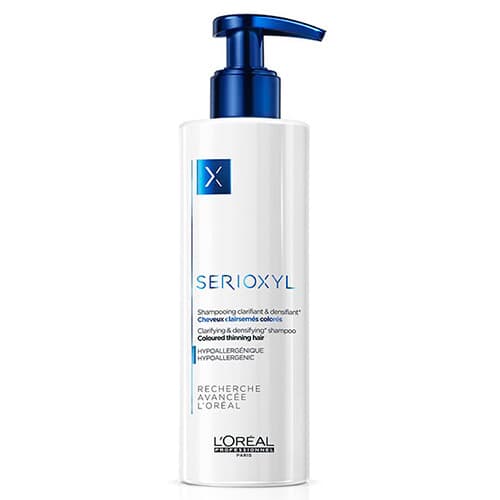 X
SERIOXYL
Shampooing clarifiant & densifiant*
Cheveux clairsemés colorés
Clarifying & densifying* shampoo
Coloured thinning hair
HYPOALLERGÉNIQUE
HYPOALLERGENIC
RECHERCHE
AVANCÉE
L'ORÉAL
L'ORÉAL
PROFESSIONNEL
PARIS